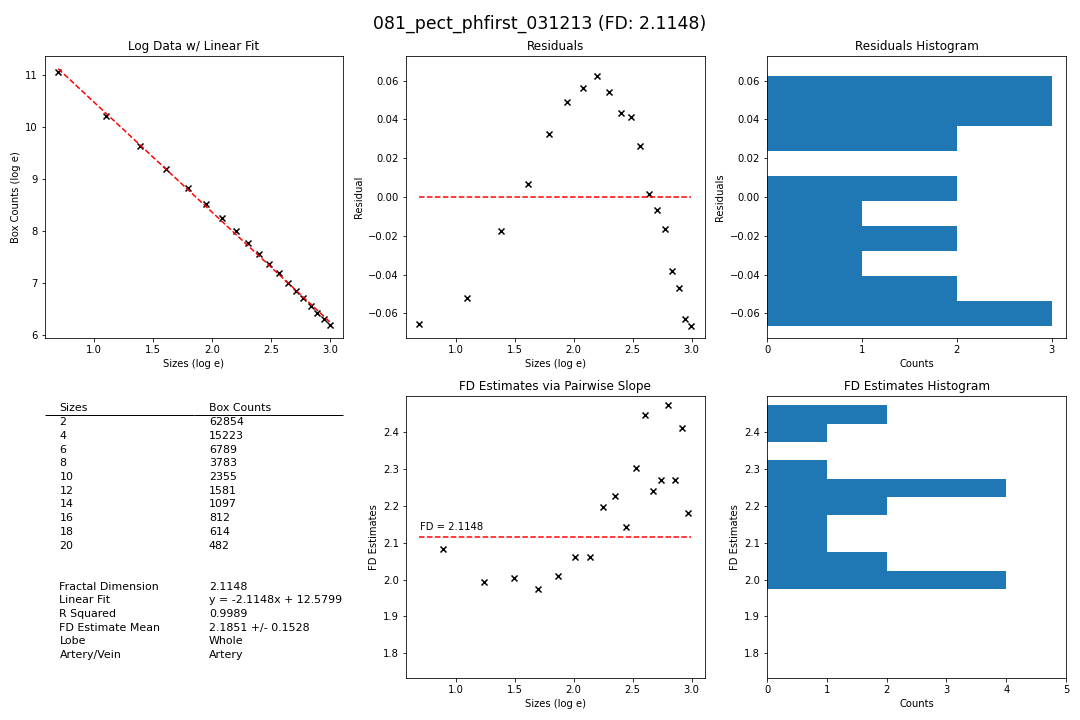 081_pect_phfirst_031213 (FD: 2.1148)
Log Data w/ Linear Fit
11
10
9
8
7
6
1.0 1.5 2.0 2.5 3.0
Box Counts (log e)
Sizes (log e)
Residuals
0.06
0.04
0.02
0.00
−0.02
−0.04
−0.06
1.0 1.5 2.0 2.5 3.0
Residual
Sizes (log e)
Residuals Histogram
0.06
0.04
0.02
0.00
−0.02
−0.04
−0.06
0 1 2 3
Residuals
Counts
Sizes Box Counts
2 62854
4 15223
6 6789
8 3783
10 2355
12 1581
14 1097
16 812
18 614
20 482
Fractal Dimension 2.1148
Linear Fit y = -2.1148x + 12.5799
R Squared 0.9989
FD Estimate Mean 2.1851 +/- 0.1528
Lobe Whole
Artery/Vein Artery
FD Estimates via Pairwise Slope
2.4
2.3
2.2
2.1
2.0
1.9
1.8
FD = 2.1148
1.0 1.5 2.0 2.5 3.0
FD Estimates
Sizes (log e)
FD Estimates Histogram
2.4
2.3
2.2
2.1
2.0
1.9
1.8
0 1 2 3 4 5
FD Estimates
Counts